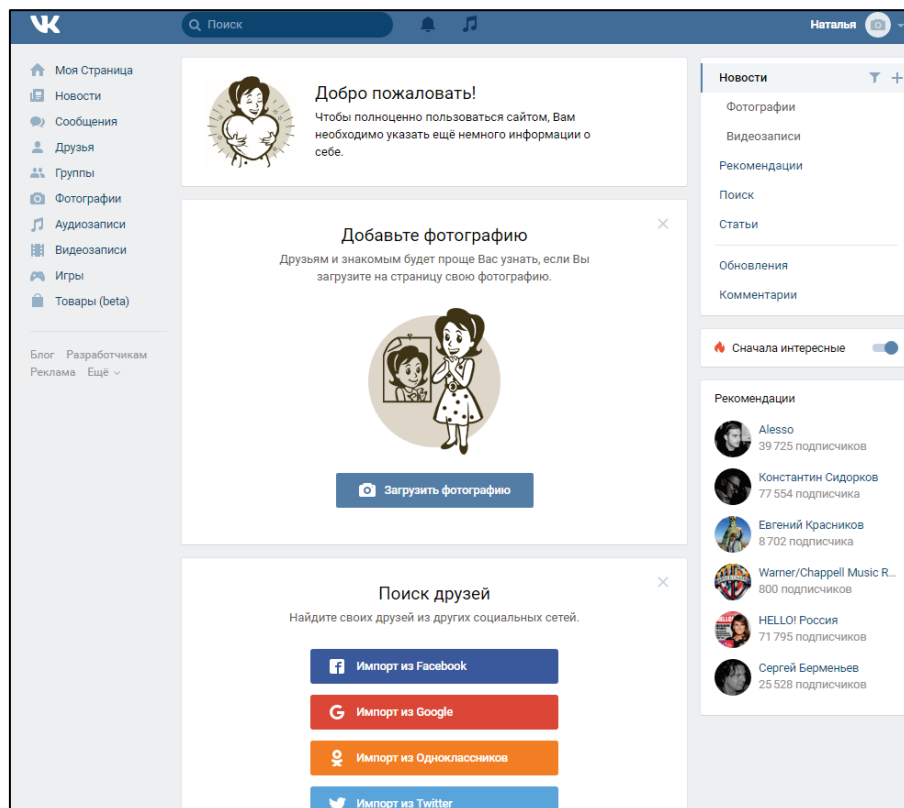 VK
Поиск
Наталья
Моя Страница
Новости
Сообщения
Друзья
Группы
Фотографии
Аудиозаписи
Видеозаписи
Игры
Товары (beta)
Блог Разработчикам
Реклама Ещё
Добро пожаловать!
Чтобы полноценно пользоваться сайтом, Вам
необходимо указать ещё немного информации о
себе.
Добавьте фотографию
Друзьям и знакомым будет проще Вас узнать, если Вы
загрузите на страницу свою фотографию.
Загрузить фотографию
Поиск друзей
Найдите своих друзей из других социальных сетей.
Импорт из Facebook
Импорт из Google
Импорт из Одноклассников
Импорт из Twitter
Новости
Фотографии
Видеозаписи
Рекомендации
Поиск
Статьи
Обновления
Комментарии
Сначала интересные
Рекомендации
Alesso
39 725 подписчиков
Константин Сидорков
77 554 подписчика
Евгений Красников
8 702 подписчика
Warner/Chappell Music R...
800 подписчиков
HELLO! Россия
71 795 подписчиков
Сергей Берменьев
25 528 подписчиков